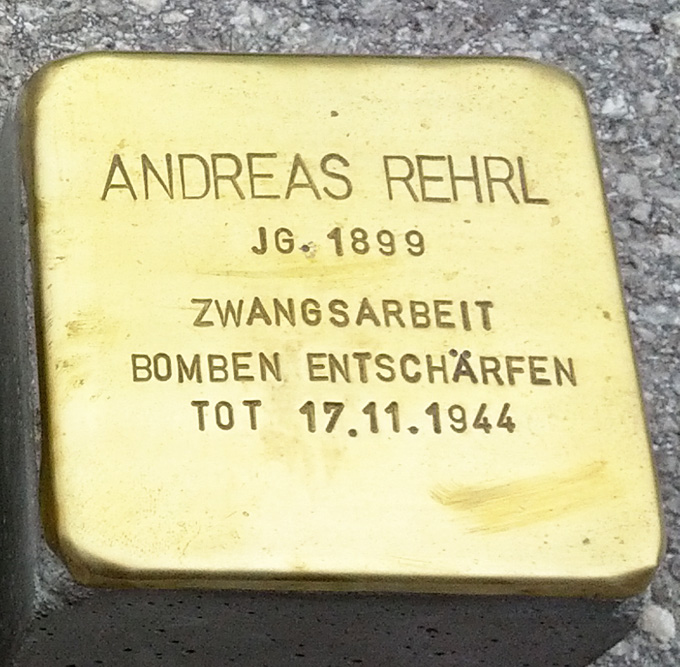 ANDREAS REHRL
JG. 1899
ZWANGSARBEIT
BOMBEN ENTSCHÄRFEN
TOT 17.11.1944